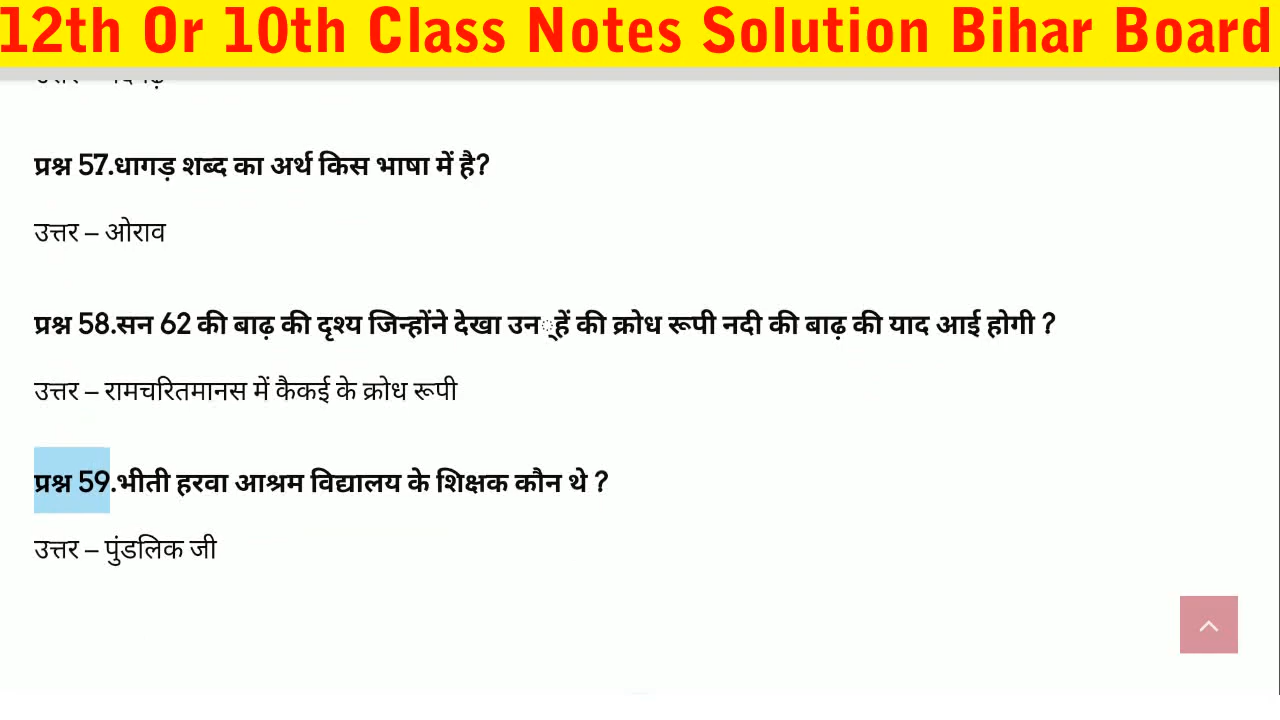 12th Or 10th Class Notes Solution Bihar Board
प्रश्न 57.धागड़ शब्द का अर्थ किस भाषा में है?
उत्तर – ओराव
प्रश्न 58.सन 62 की बाढ़ की दृश्य जिन्होंने देखा उन ्हें की क्रोध रूपी नदी की बाढ़ की याद आई होगी ?
उत्तर – रामचरितमानस में कैकई के क्रोध रूपी
प्रश्न 59.भीती हरवा आश्रम विद्यालय के शिक्षक कौन थे ?
उत्तर – पुंडलिक जी